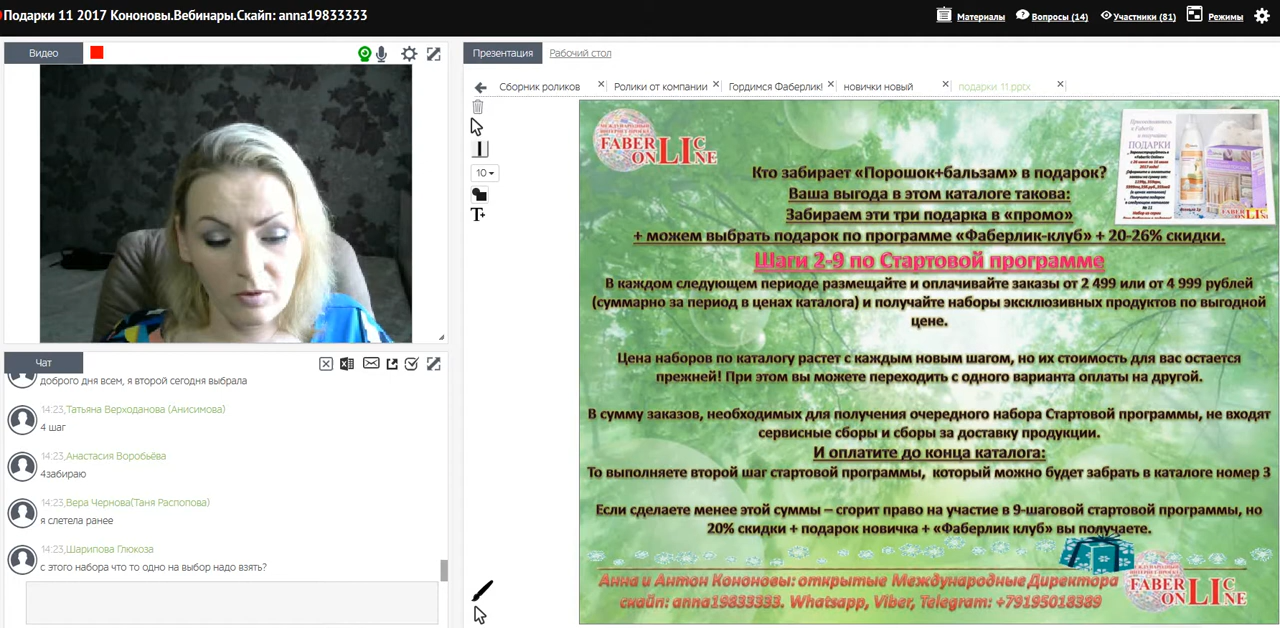 Подарки 11 2017 Кононовы.Вебинары.Скайп: anna19833333
Материалы
Вопросы (14)
Участники (81)
Режимы
Видео
Презентация
Рабочий стол
Сборник роликов
Ролики от компании
Гордимся Фаберлик!
новички новый
подарки 11.pptx
10
T+
FABERLIC
ONLINE
ПОДАРКИ
Кто забирает «Порошок+бальзам» в подарок?
Ваша выгода в этом каталоге такова:
Забираем эти три подарка в «промо»
+ можем выбрать подарок по программе «Фаберлик-клуб» + 20-26% скидки.
Шаги 2-9 по Стартовой программе
В каждом следующем периоде размещайте и оплачивайте заказы от 2 499 или от 4 999 рублей
(суммарно за период в ценах каталога) и получайте наборы эксклюзивных продуктов по выгодной
цене.
Цена наборов по каталогу растет с каждым новым шагом, но их стоимость для вас остается
прежней! При этом вы можете переходить с одного варианта оплаты на другой.
В сумму заказов, необходимых для получения очередного набора Стартовой программы, не входят
сервисные сборы и сборы за доставку продукции.
И оплатите до конца каталога:
То выполняете второй шаг стартовой программы, который можно будет забрать в каталоге номер 3
Если сделаете менее этой суммы – сгорит право на участие в 9-шаговой стартовой программы, но
20% скидки + подарок новичка + «Фаберлик клуб» вы получаете.
Анна и Антон Кононовы: открытые Международные Директора
скайп: anna19833333. Whatsapp, Viber, Telegram: +79195018389
FABERLIC
ONLINE
Чат
доброго дня всем, я второй сегодня выбрала
14:23,Татьяна Верходанова (Анисимова)
4 шаг
14:23,Анастасия Воробьёва
4забираю
14:23,Вера Чернова(Таня Распопова)
я слетела ранее
14:23,Шарипова Глюкоза
с этого набора что то одно на выбор надо взять?